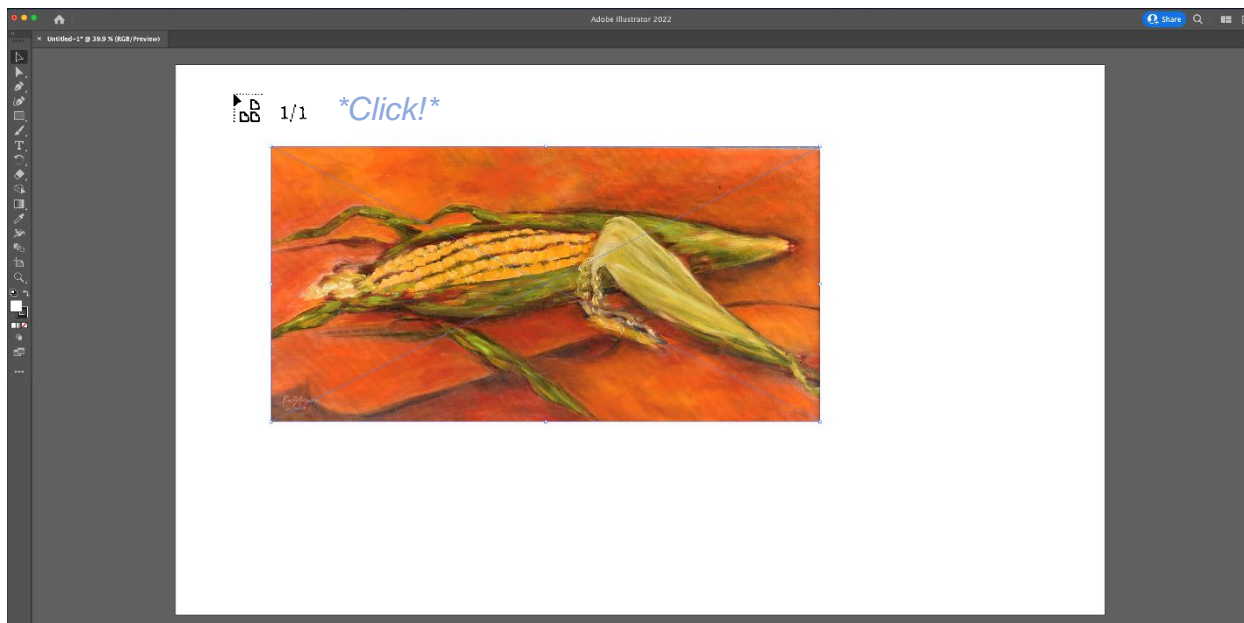 Adobe Illustrator 2022
Share
× Untitled-1* @ 39.9 % (RGB/Preview)
1/1 *Click!*